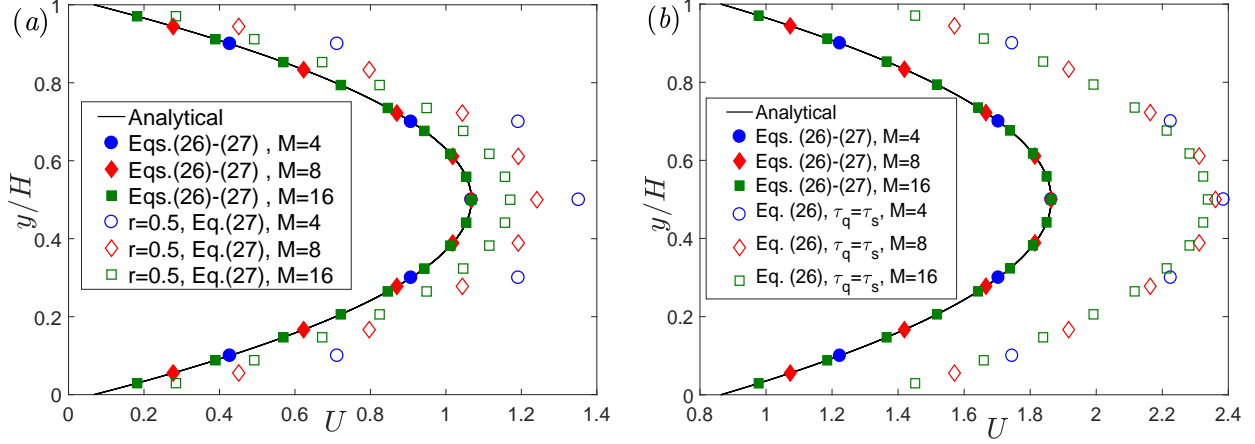 (a)
1
0.8
0.6
0.4
0.2
0
y/H
Analytical
Eqs.(26)-(27) , M=4
Eqs.(26)-(27) , M=8
Eqs.(26)-(27) , M=16
r=0.5, Eq.(27), M=4
r=0.5, Eq.(27), M=8
r=0.5, Eq.(27), M=16
0 0.2 0.4 0.6 0.8 1 1.2 1.4
U
(b)
1
0.8
0.6
0.4
0.2
0
y/H
Analytical
Eqs. (26)-(27), M=4
Eqs. (26)-(27), M=8
Eqs. (26)-(27), M=16
Eq. (26), τq=τs, M=4
Eq. (26), τq=τs, M=8
Eq. (26), τq=τs, M=16
0.8 1 1.2 1.4 1.6 1.8 2 2.2 2.4
U